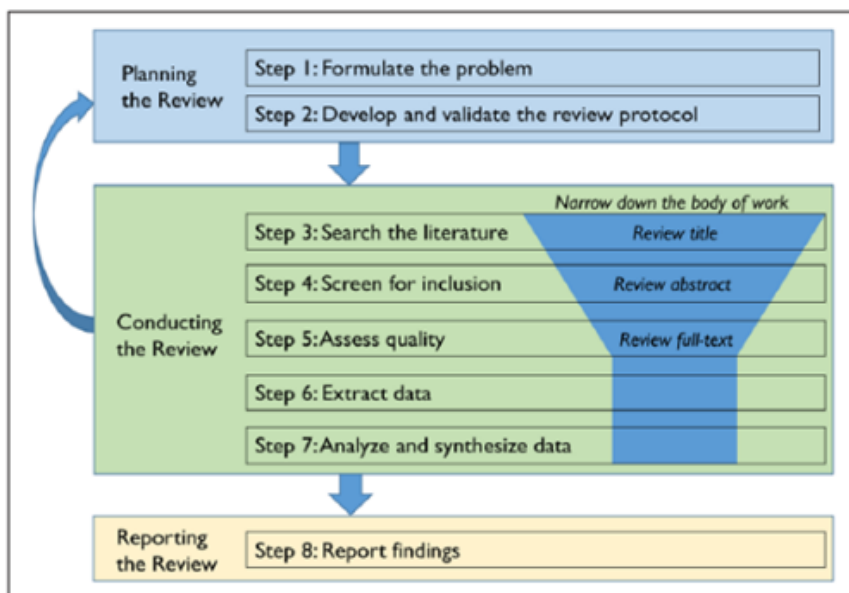 Planning
the Review
Step 1: Formulate the problem
Step 2: Develop and validate the review protocol
Narrow down the body of work
Conducting
the Review
Step 3: Search the literature
Review title
Step 4: Screen for inclusion
Review abstract
Step 5: Assess quality
Review full-text
Step 6: Extract data
Step 7: Analyze and synthesize data
Reporting
the Review
Step 8: Report findings